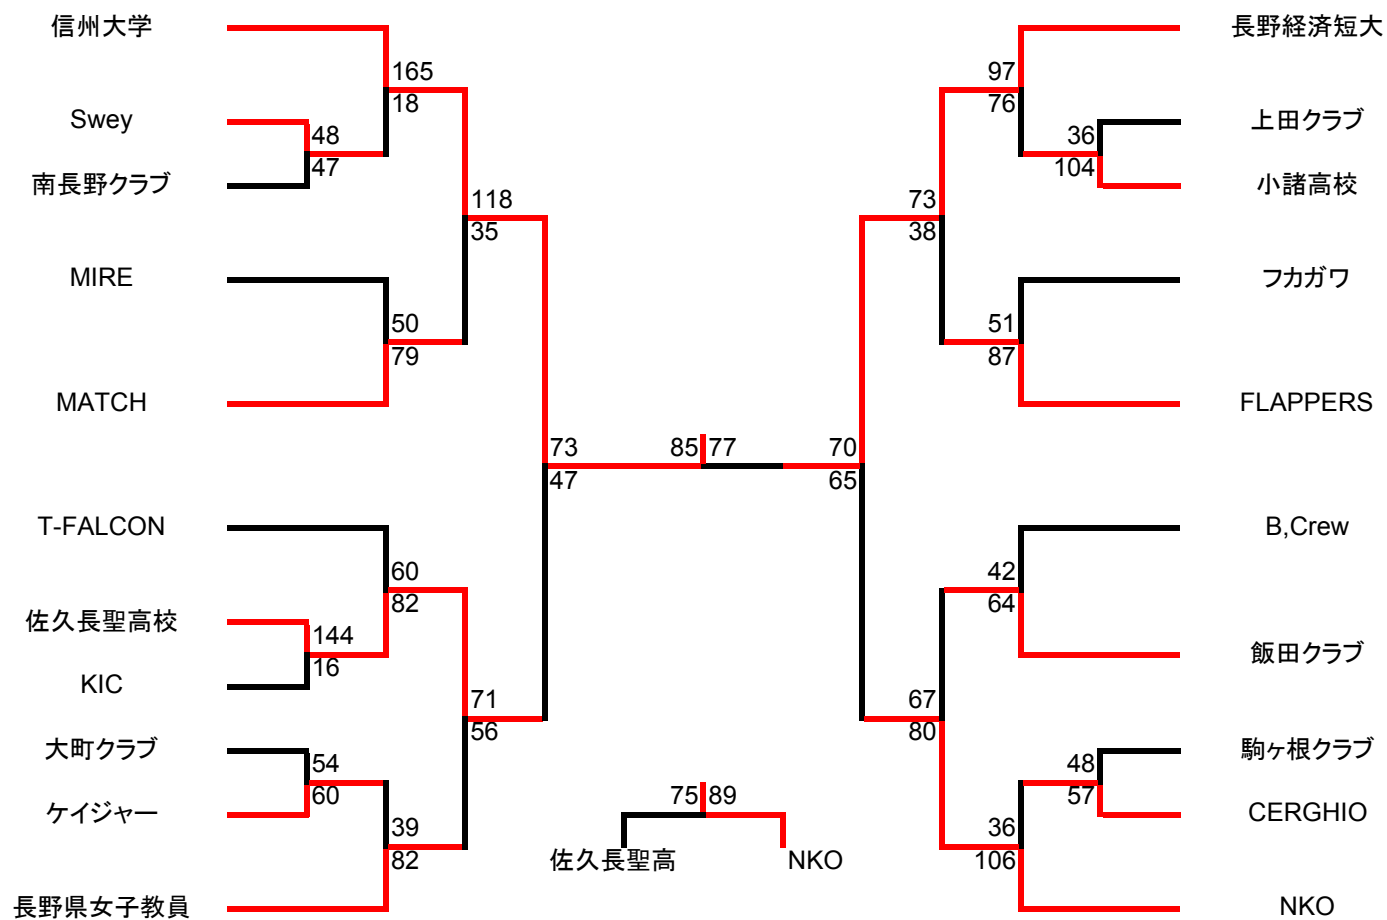 信州大学
165
18
Swey
48
47
南長野クラブ
118
35
MIRE
50
79
MATCH
73
47
T-FALCON
60
82
佐久長聖高校
144
16
KIC
71
56
大町クラブ
54
60
ケイジャー
39
82
長野県女子教員
85
77
75
89
佐久長聖高
NKO
長野経済短大
97
76
上田クラブ
36
104
小諸高校
73
38
フカガワ
51
87
FLAPPERS
70
65
B,Crew
42
64
飯田クラブ
67
80
駒ヶ根クラブ
48
57
CERGHIO
36
106
NKO